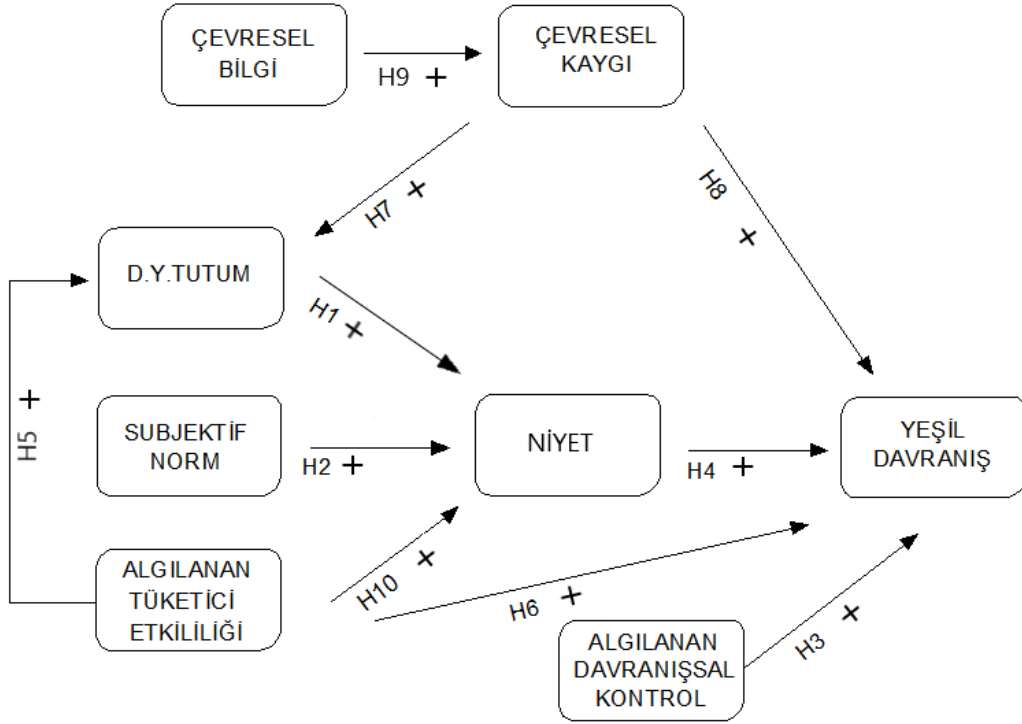 ÇEVRESEL
BİLGİ
H9 +
ÇEVRESEL
KAYGI
H7 +
H8 +
D.Y.TUTUM
H1 +
H5 +
SUBJEKTİF
NORM
H2 +
NİYET
H4 +
YEŞİL
DAVRANIŞ
ALGILANAN
TÜKETİCİ
ETKİLİLİĞİ
H10 +
H6 +
ALGILANAN
DAVRANIŞSAL
KONTROL
H3 +